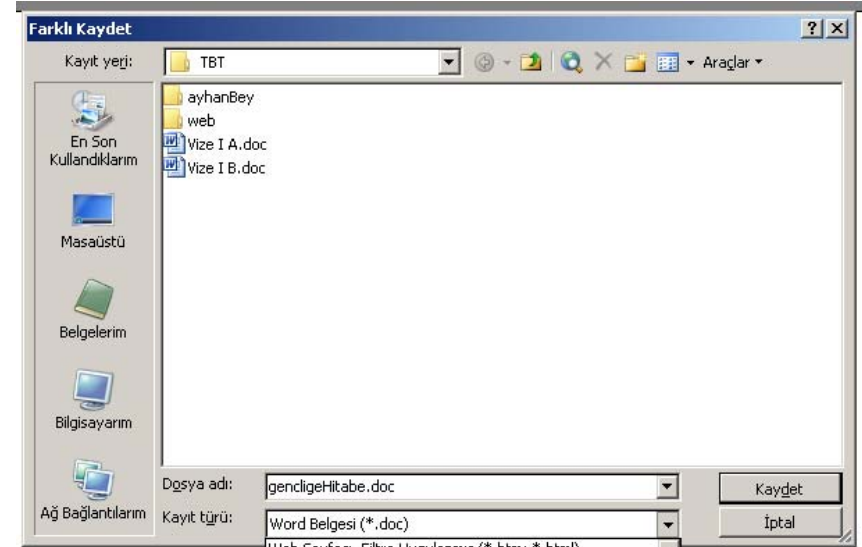 Farklı Kaydet
Kayıt yeri: TBT Araçlar
ayhanBey
web
Vize I A.doc
Vize I B.doc
En Son
Kullandıklarım
Masaüstü
Belgelerim
Bilgisayarım
Ağ Bağlantılarım
Dosya adı: gencligeHitabe.doc Kaydet
Kayıt türü: Word Belgesi (*.doc) İptal